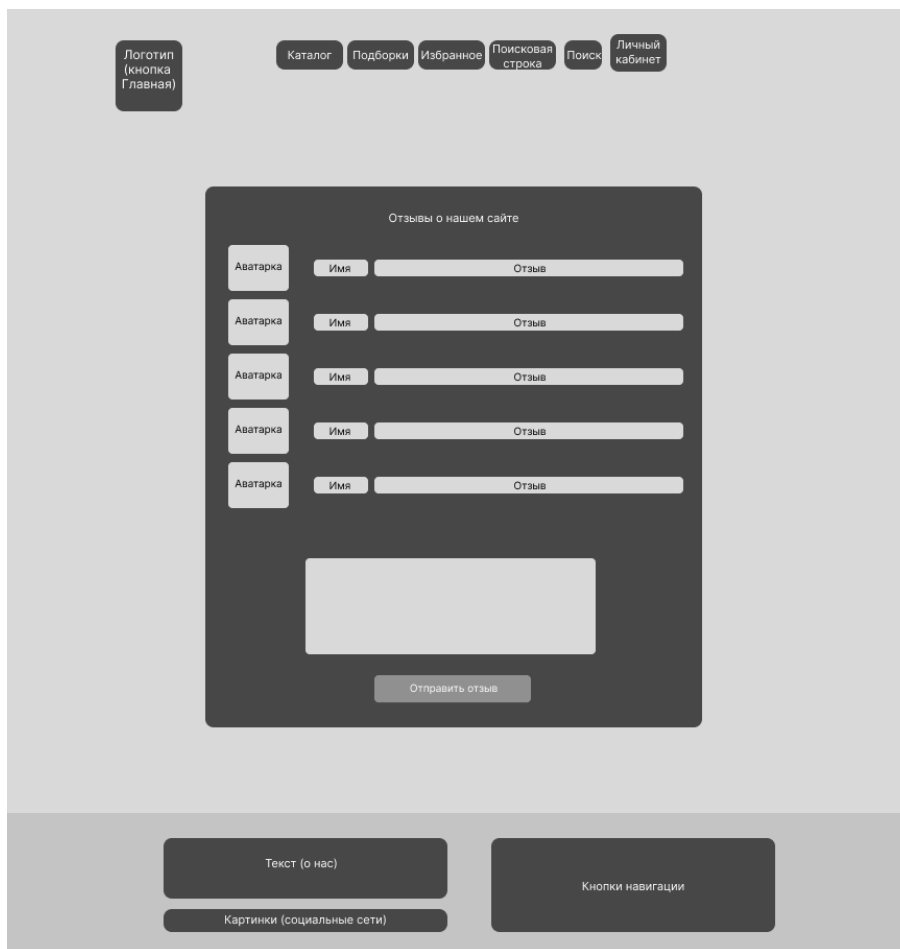 Логотип
(кнопка
Главная)
Каталог
Подборки
Избранное
Поисковая
строка
Поиск
Личный
кабинет
Отзывы о нашем сайте
Аватарка
Имя
Отзыв
Аватарка
Имя
Отзыв
Аватарка
Имя
Отзыв
Аватарка
Имя
Отзыв
Аватарка
Имя
Отзыв
Отправить отзыв
Текст (о нас)
Картинки (социальные сети)
Кнопки навигации